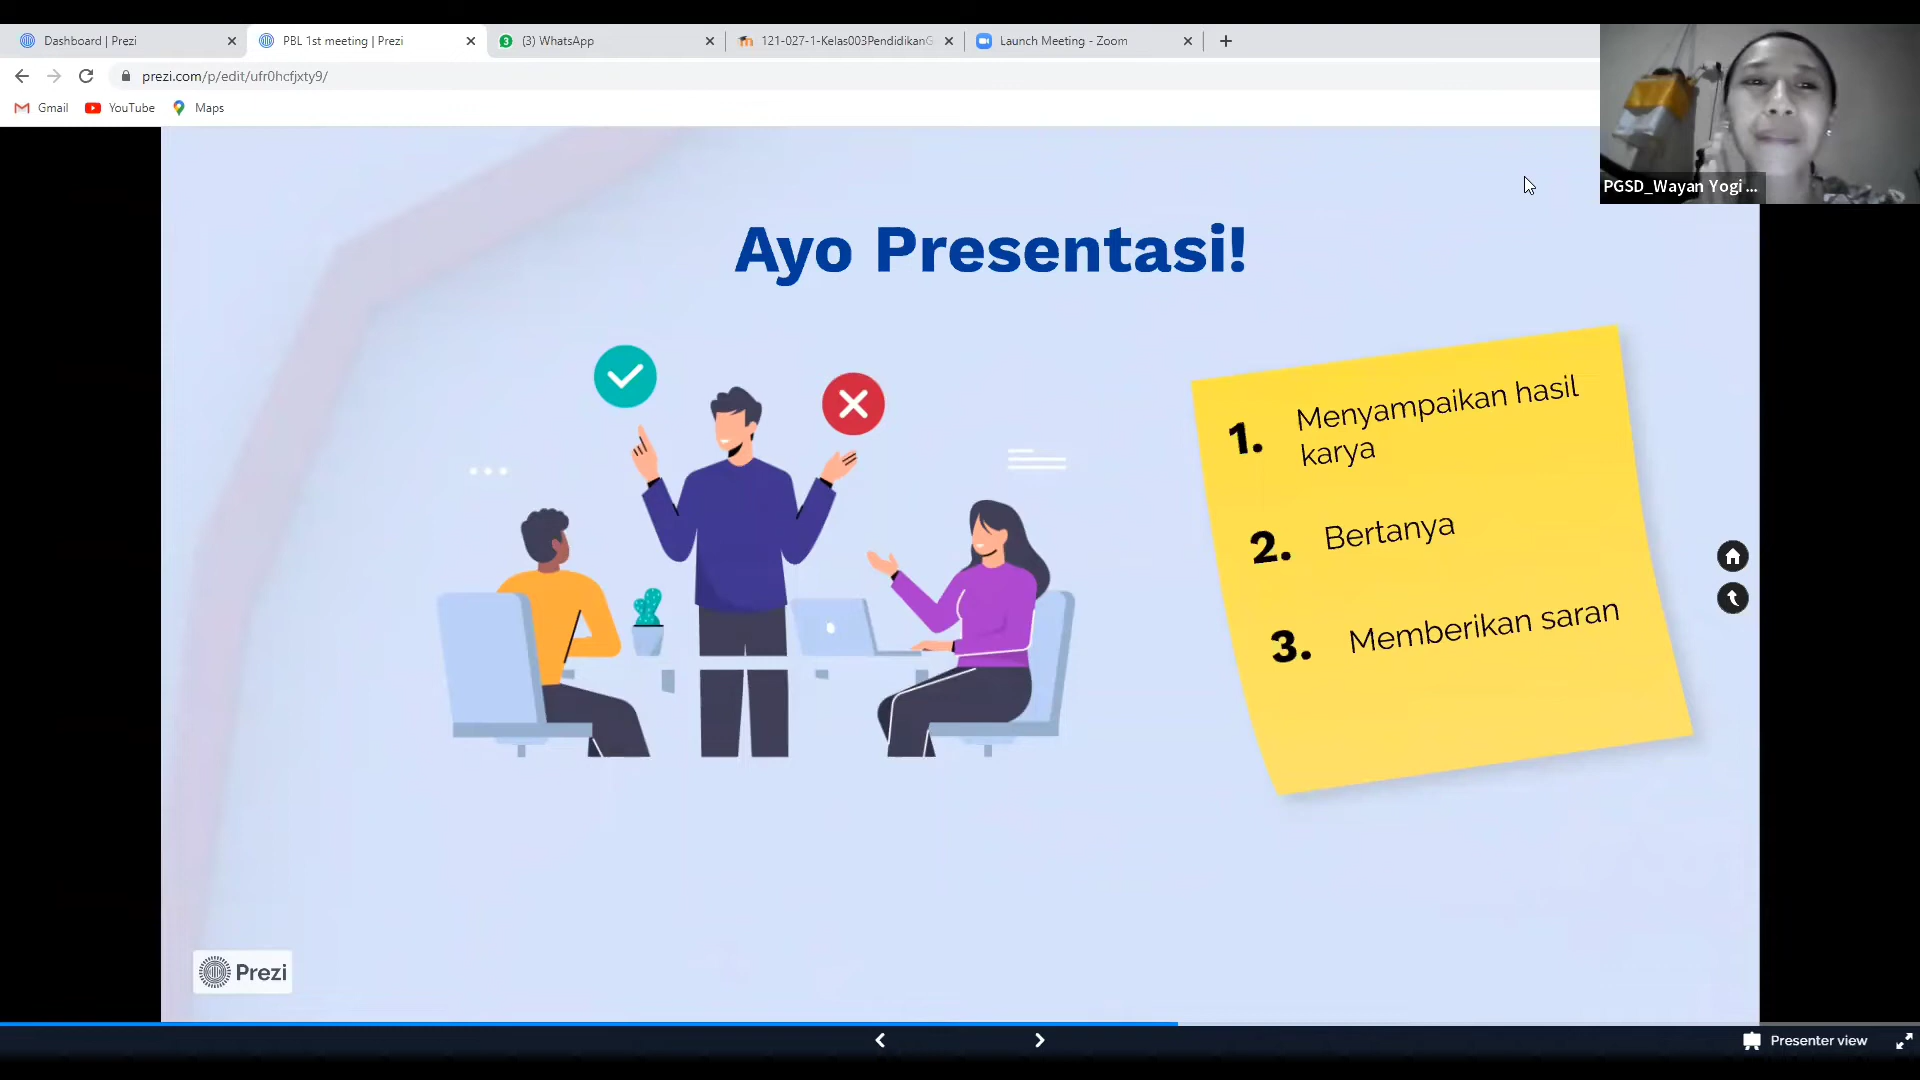 Dashboard | Prezi
PBL 1st meeting | Prezi
3
(3) WhatsApp
121-027-1-Kelas003PendidikanG
Launch Meeting - Zoom
prezi.com/p/edit/ufr0hcfjxty9/
Gmail
YouTube
Maps
PGSD_Wayan Yogi ...
Ayo Presentasi!
1. Menyampaikan hasil
karya
2. Bertanya
3. Memberikan saran
Prezi
Presenter view